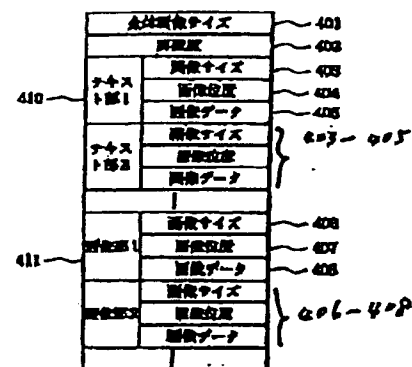 全体画像サイズ 401
画像度 402
画像サイズ 403
410 テキスト部1 画像位置 404
画像データ 405
画像サイズ
テキスト部2 画像位置 403-405
画像データ
画像サイズ 406
411 画像部1 画像位置 407
画像データ 408
画像サイズ
画像部2 画像位置 406-408
画像データ